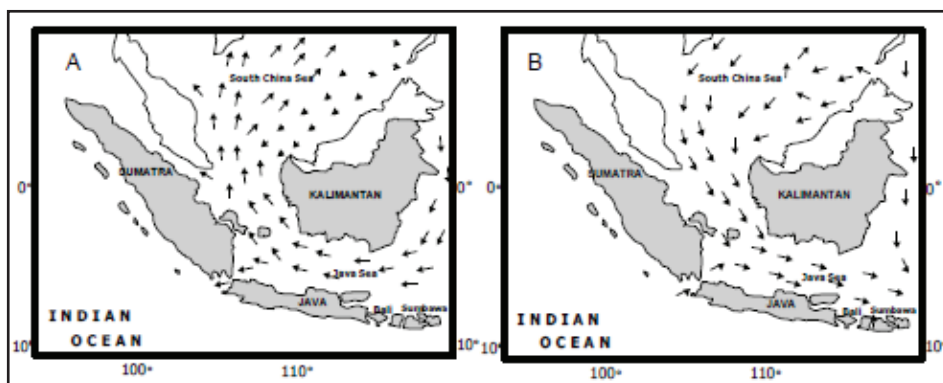 A
South China Sea
SUMATRA
0°
KALIMANTAN
0°
Java Sea
JAVA
Bali
Sumbawa
INDIAN
OCEAN
10°
10°
100°
110°
B
South China Sea
SUMATRA
0°
KALIMANTAN
0°
Java Sea
JAVA
Bali
Sumbawa
INDIAN
OCEAN
10°
100°
110°